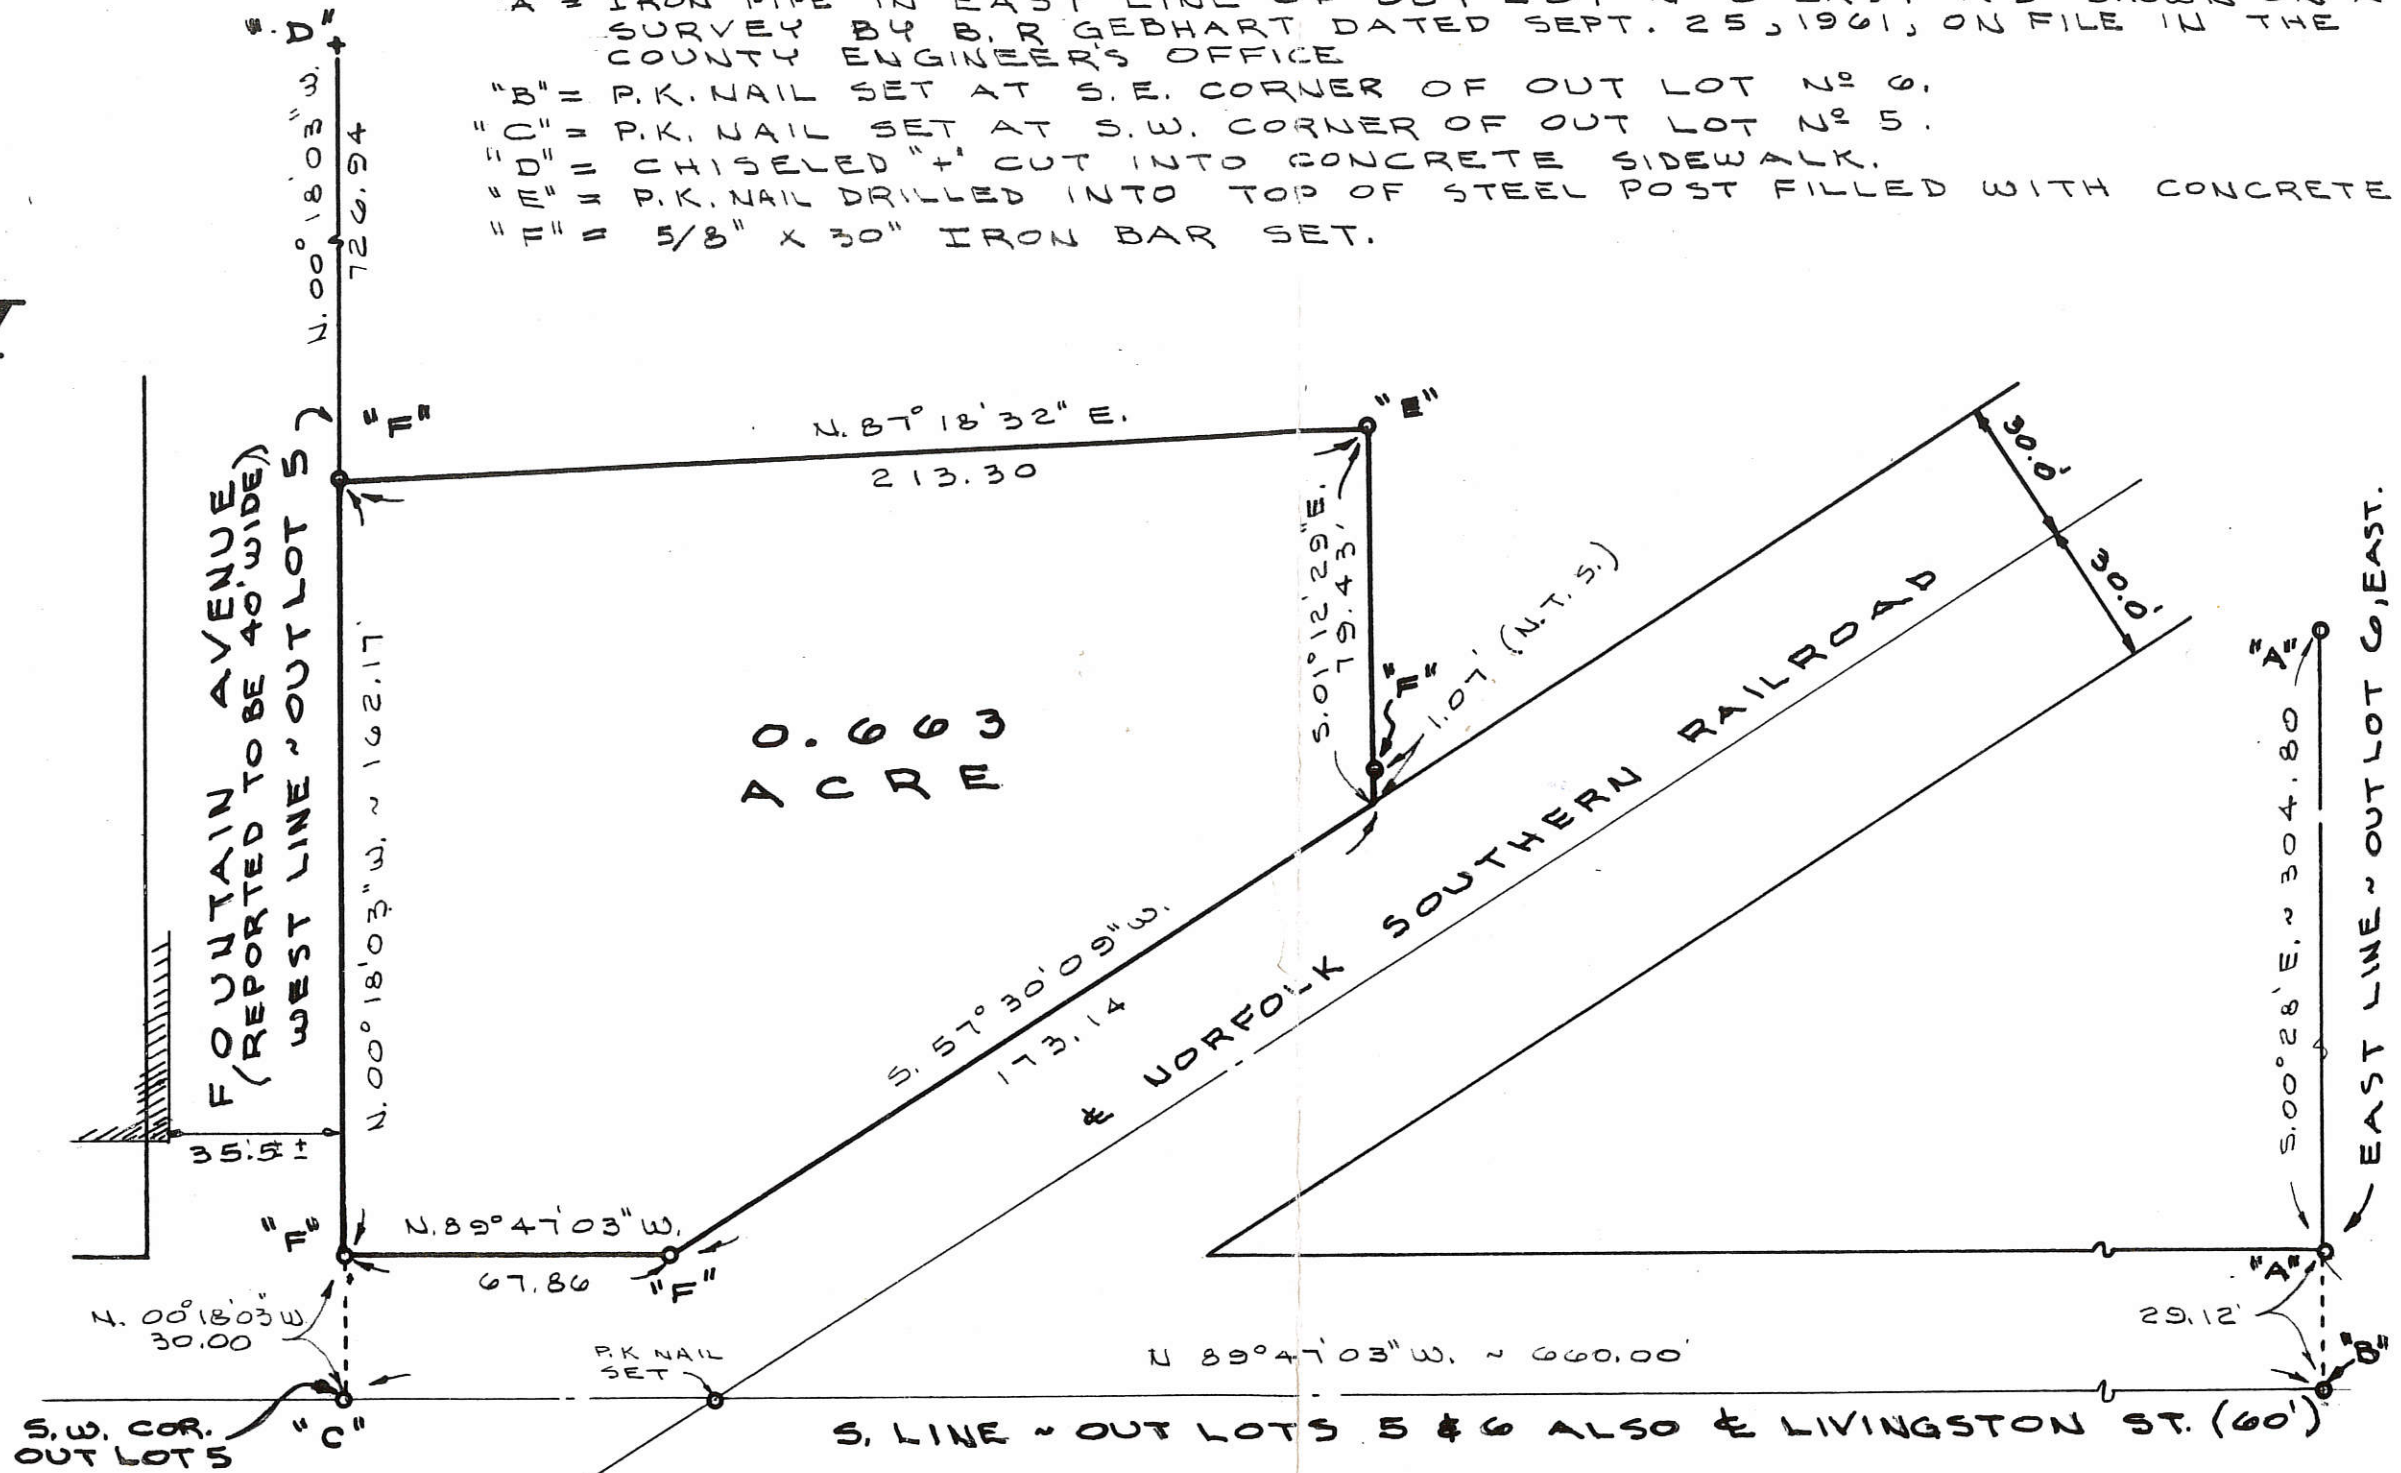 "D"
SURVEY BY B. R GEBHART DATED SEPT. 25, 1961, ON FILE IN THE
COUNTY ENGINEER'S OFFICE
"B" = P.K. NAIL SET AT S.E. CORNER OF OUT LOT Nº 6.
"C" = P.K. NAIL SET AT S.W. CORNER OF OUT LOT Nº 5.
"D" = CHISELED "+" CUT INTO CONCRETE SIDEWALK.
"E" = P.K. NAIL DRILLED INTO TOP OF STEEL POST FILLED WITH CONCRETE
"F" = 5/8" X 30" IRON BAR SET.
N. 00° 18' 03" W.
726.94
"F"
N. 87° 18' 32" E.
213.30
"E"
S. 01° 12' 29" E.
79.43'
"F"
1.07' (N.T.S.)
30.0'
30.0'
FOUNTAIN AVENUE
(REPORTED TO BE 40' WIDE)
WEST LINE ~ OUT LOT 5
N. 00° 18' 03" W. ~ 162.17'
0.663
ACRE
S. 57° 30' 09" W.
173.14
℄ NORFOLK SOUTHERN RAILROAD
"A"
S. 00° 28' E. ~ 304.80
EAST LINE ~ OUT LOT 6, EAST.
35.5' ±
"F"
N. 89° 47' 03" W.
67.86
"F"
"A"
29.12'
"B"
N. 00° 18' 03" W
30.00
P.K NAIL
SET
N 89° 47' 03" W. ~ 660.00'
S.W. COR.
OUT LOT 5
"C"
S. LINE ~ OUT LOTS 5 & 6 ALSO ℄ LIVINGSTON ST. (60')